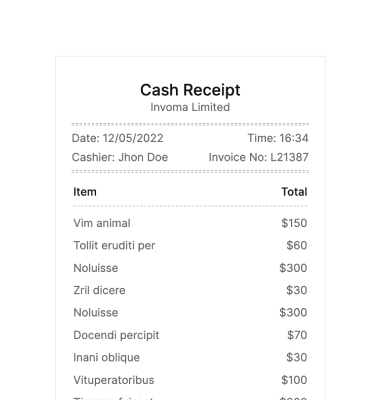 Cash Receipt
Invoma Limited
Date: 12/05/2022 Time: 16:34
Cashier: Jhon Doe Invoice No: L21387
Item Total
Vim animal $150
Tollit eruditi per $60
Noluisse $300
Zril dicere $30
Noluisse $300
Docendi percipit $70
Inani oblique $30
Vituperatoribus $100